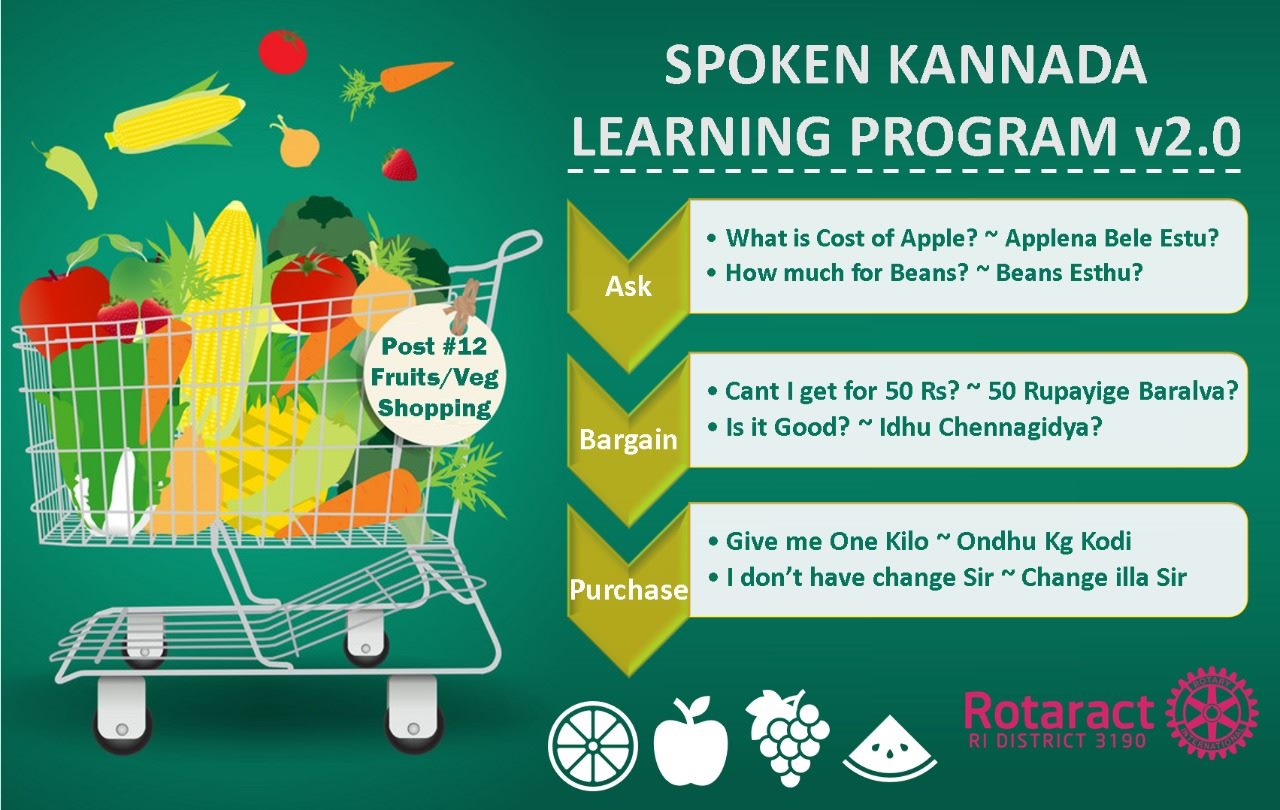 SPOKEN KANNADA
LEARNING PROGRAM v2.0
Post #12
Fruits/Veg
Shopping
Ask
• What is Cost of Apple? ~ Applena Bele Estu?
• How much for Beans? ~ Beans Esthu?
Bargain
• Cant I get for 50 Rs? ~ 50 Rupayige Baralva?
• Is it Good? ~ Idhu Chennagidya?
Purchase
• Give me One Kilo ~ Ondhu Kg Kodi
• I don’t have change Sir ~ Change illa Sir
Rotaract
RI DISTRICT 3190
ROTARY
INTERNATIONAL